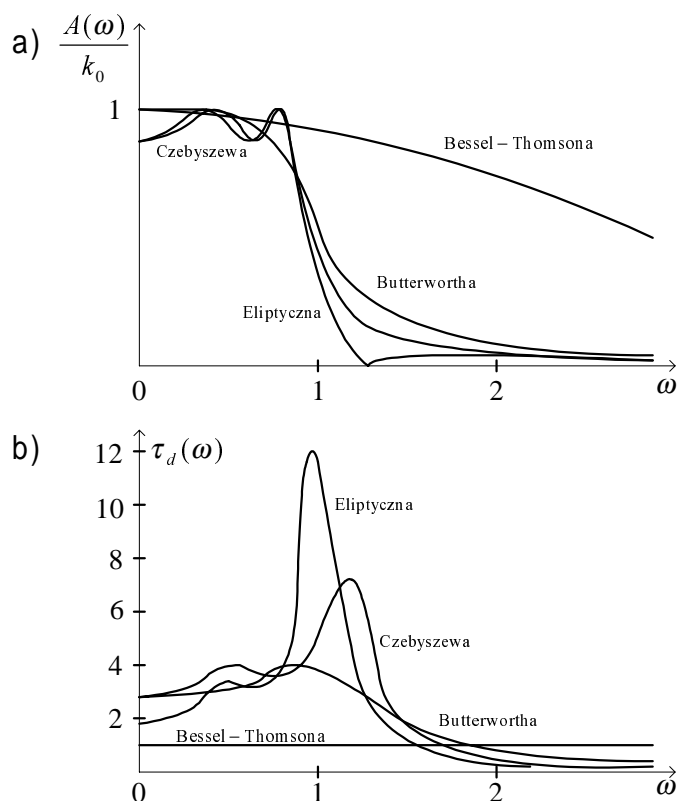 a)
A(ω)
k₀
1
Bessel – Thomsona
Czebyszewa
Butterwortha
Eliptyczna
0 1 2 ω
b)
12 τ_d(ω)
10
Eliptyczna
8
6
Czebyszewa
4
2
Butterwortha
Bessel – Thomsona
0 1 2 ω